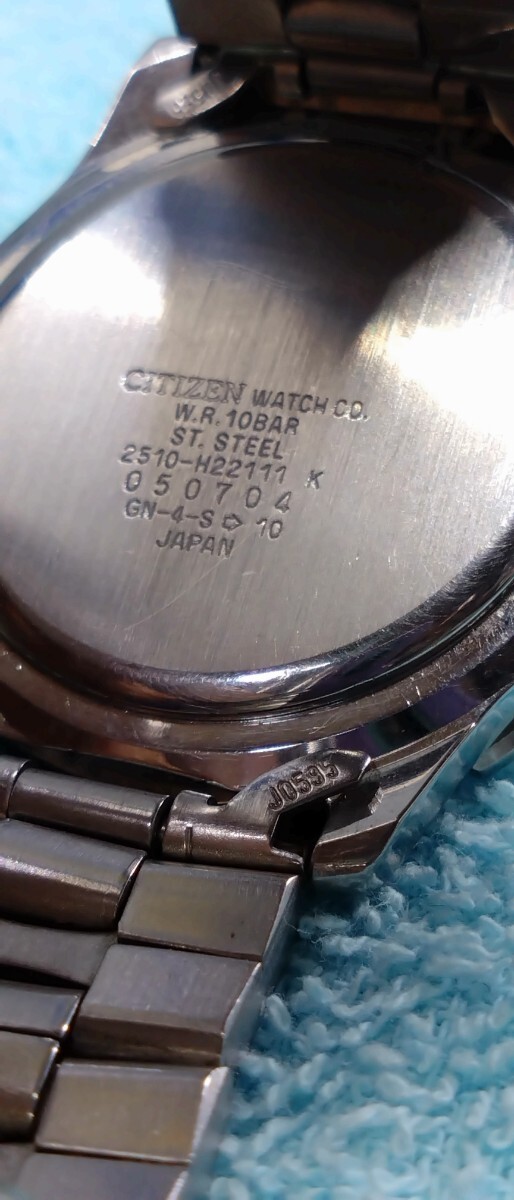 CITIZEN WATCH CO.
W.R.10BAR
ST. STEEL
2510-H22111 K
050704
GN-4-S ⇨ 10
JAPAN
J0595